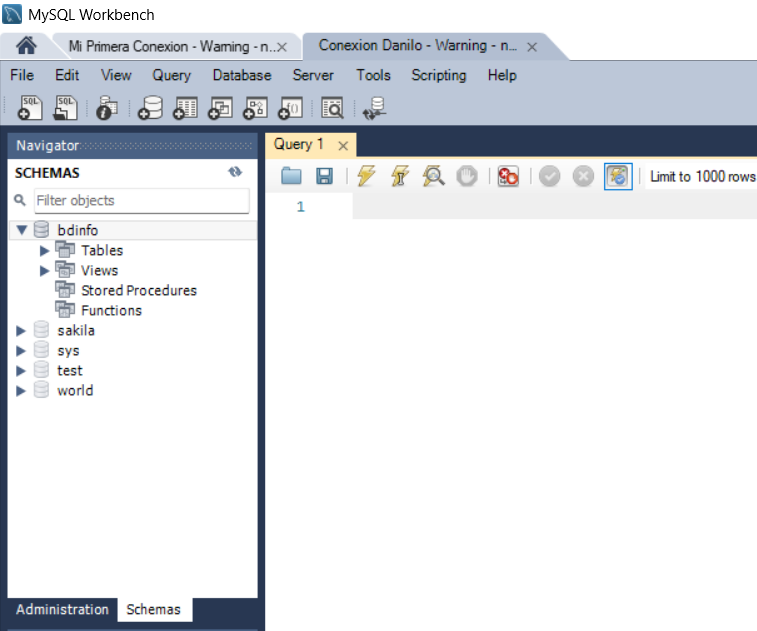 MySQL Workbench
Mi Primera Conexion - Warning - n...
Conexion Danilo - Warning - n...
File Edit View Query Database Server Tools Scripting Help
SQL SQL
Navigator
Query 1
SCHEMAS
Limit to 1000 rows
Filter objects
1
bdinfo
Tables
Views
Stored Procedures
Functions
sakila
sys
test
world
Administration Schemas